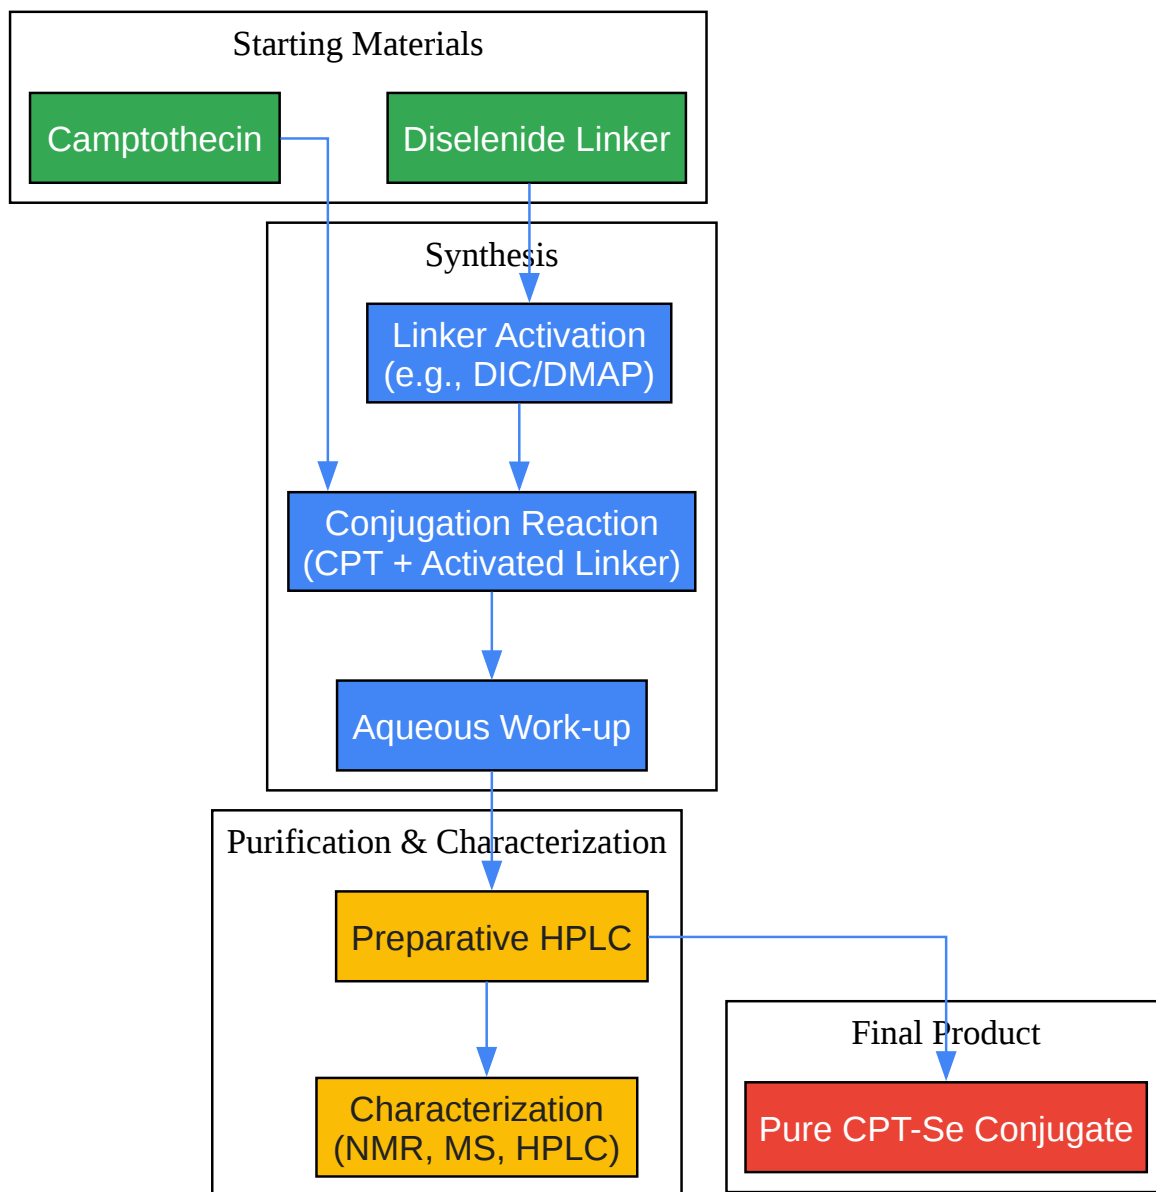 Starting Materials
Camptothecin
Diselenide Linker
Synthesis
Linker Activation
(e.g., DIC/DMAP)
Conjugation Reaction
(CPT + Activated Linker)
Aqueous Work-up
Purification & Characterization
Preparative HPLC
Characterization
(NMR, MS, HPLC)
Final Product
Pure CPT-Se Conjugate